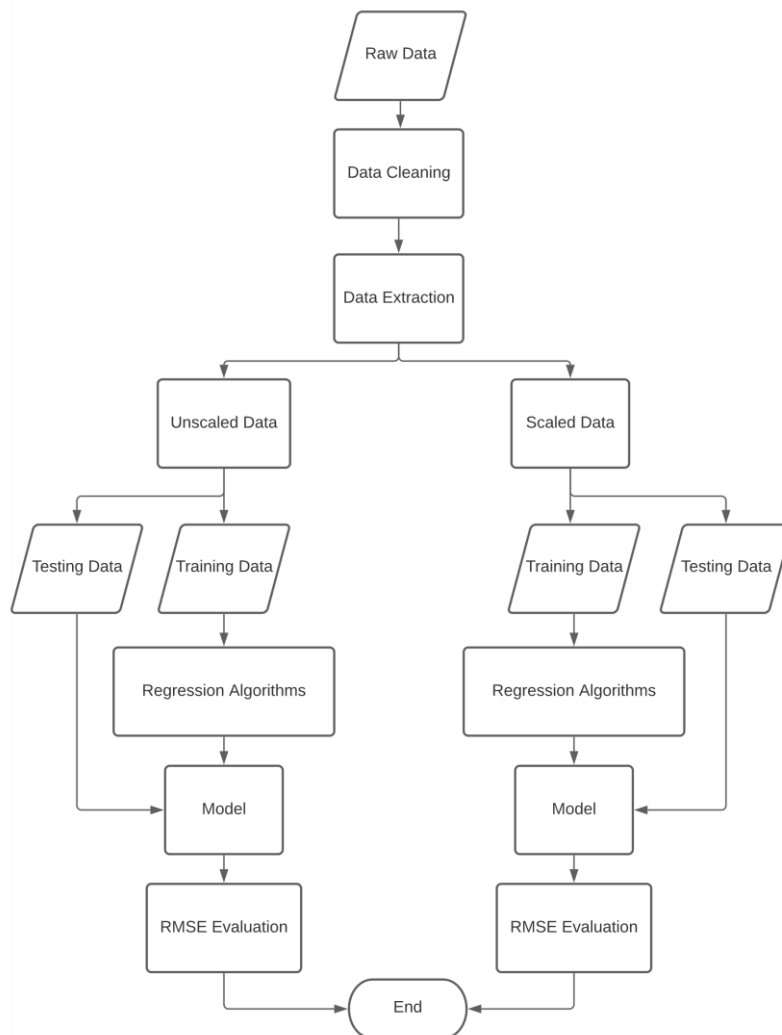 Raw Data
Data Cleaning
Data Extraction
Unscaled Data
Scaled Data
Testing Data
Training Data
Training Data
Testing Data
Regression Algorithms
Regression Algorithms
Model
Model
RMSE Evaluation
RMSE Evaluation
End